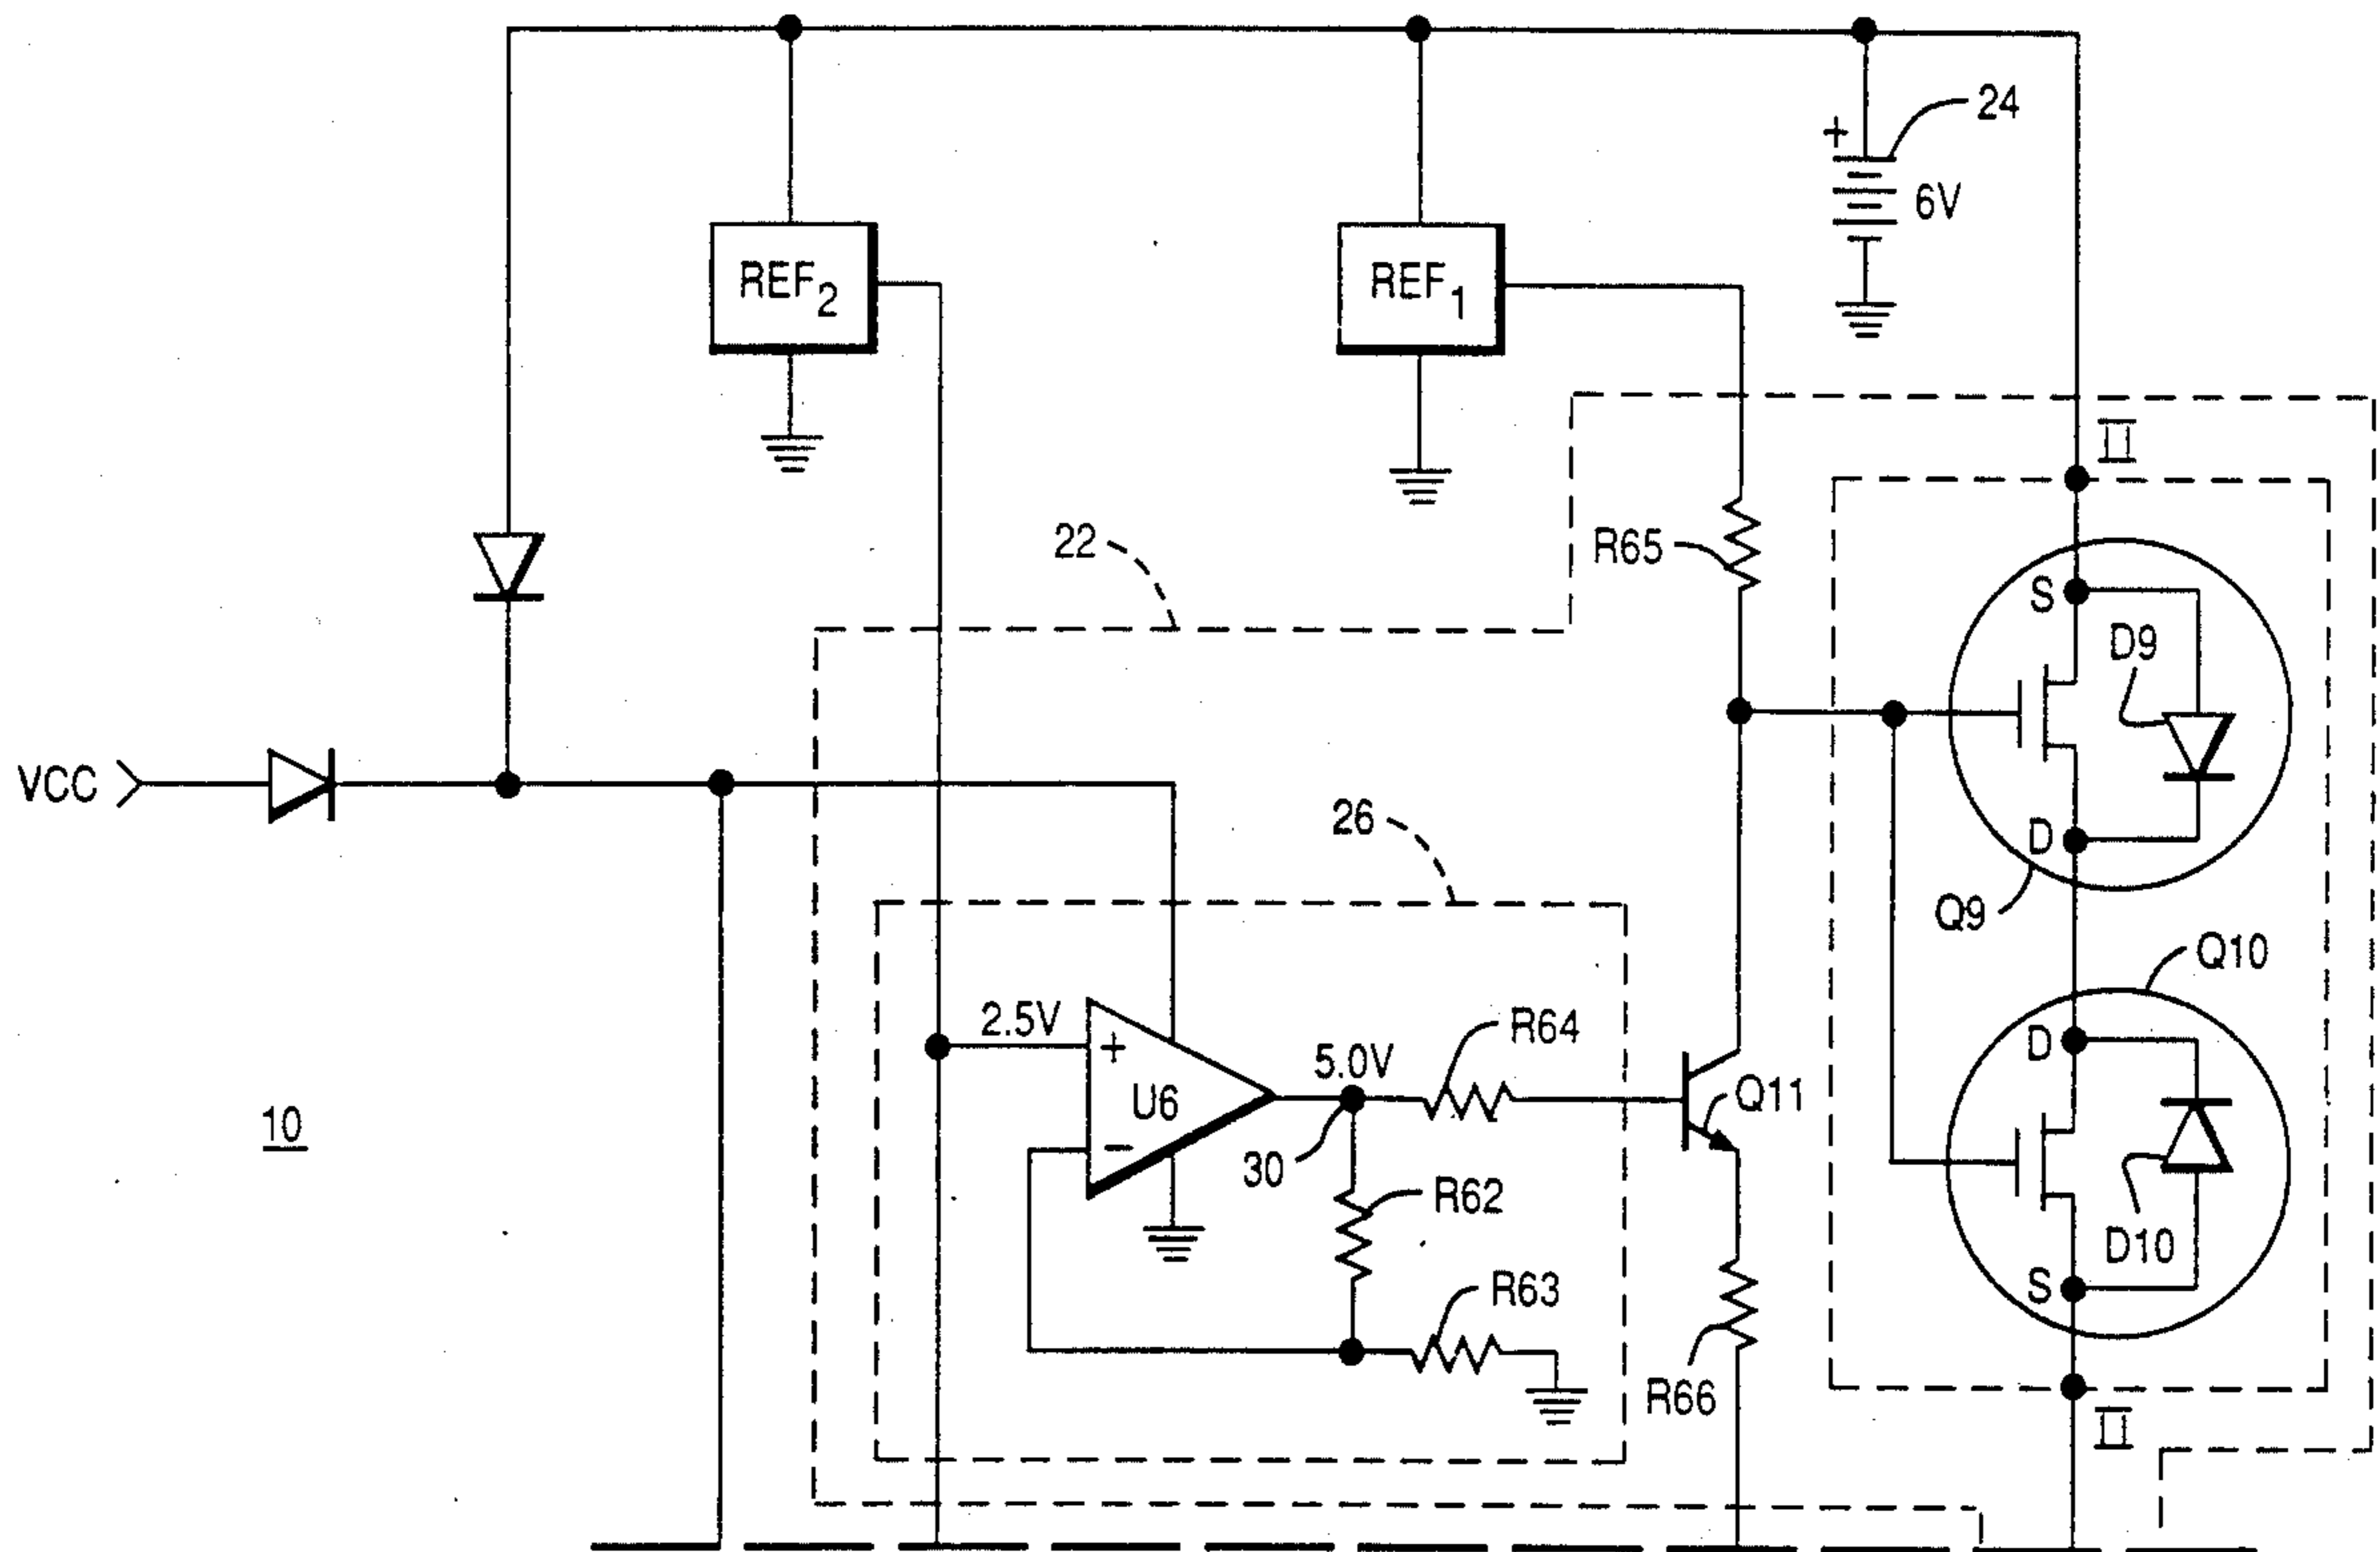 +
24
6V
REF2
REF1
II
22
R65
S
D9
VCC
26
D
Q9
Q10
2.5V
+
R64
5.0V
D
U6
Q11
10
−
30
R62
D10
S
R63
R66
II